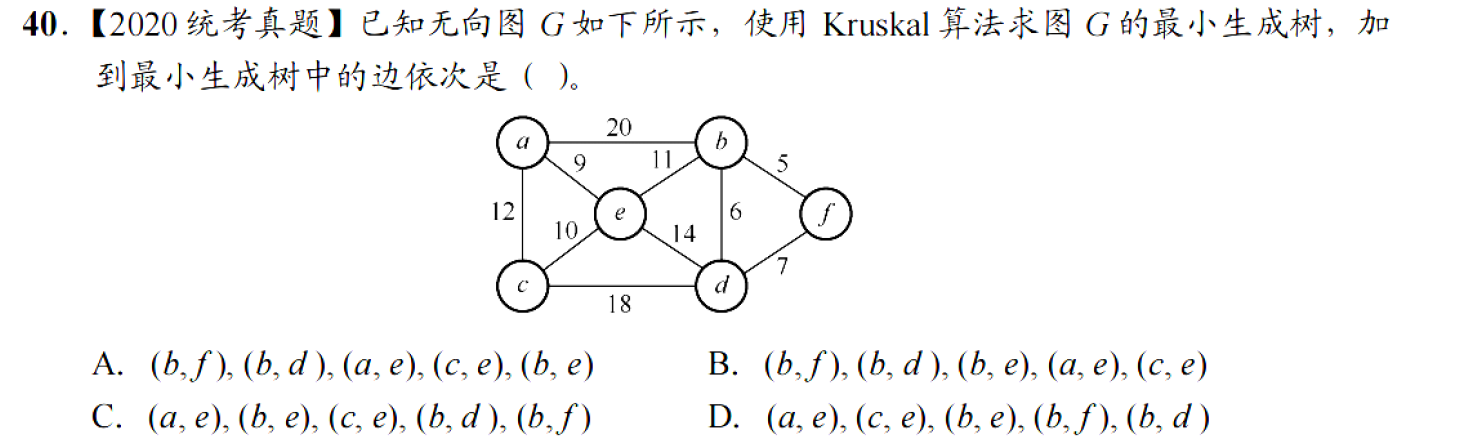 40.【2020 统考真题】已知无向图 G 如下所示，使用 Kruskal 算法求图 G 的最小生成树，加
到最小生成树中的边依次是（ ）。
a 20 b
9 11 5
12 e 6 f
10 14
c 18 d 7
A. (b, f), (b, d), (a, e), (c, e), (b, e) B. (b, f), (b, d), (b, e), (a, e), (c, e)
C. (a, e), (b, e), (c, e), (b, d), (b, f) D. (a, e), (c, e), (b, e), (b, f), (b, d)